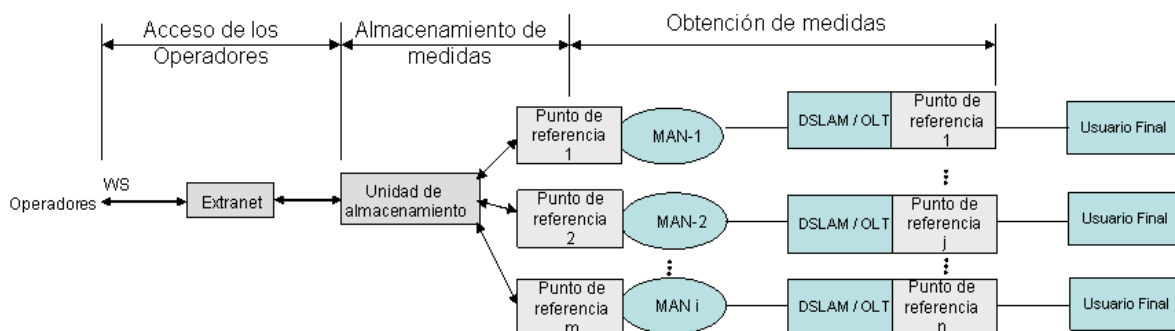 Acceso de los
Operadores
Almacenamiento de
medidas
Obtención de medidas
Punto de
referencia
1
MAN-1
DSLAM / OLT
Punto de
referencia
1
Usuario Final
Operadores
WS
Extranet
Unidad de
almacenamiento
Punto de
referencia
2
MAN-2
DSLAM / OLT
Punto de
referencia
j
Usuario Final
Punto de
referencia
m
MAN i
DSLAM / OLT
Punto de
referencia
n
Usuario Final